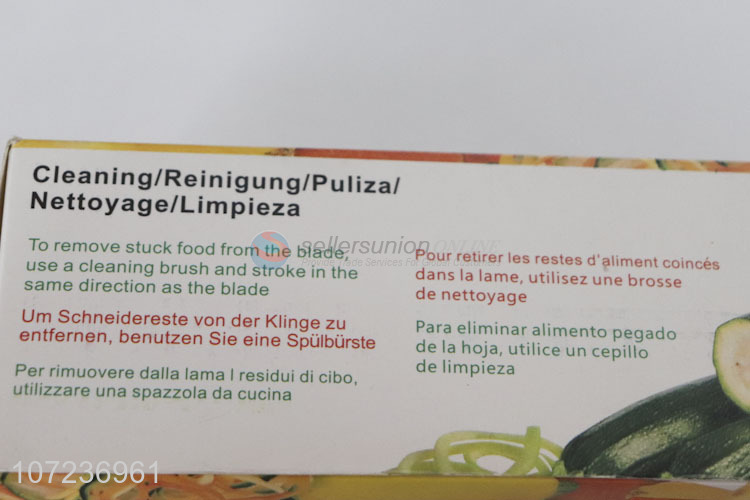 Cleaning/Reinigung/Puliza/
Nettoyage/Limpieza
To remove stuck food from the blade,
use a cleaning brush and stroke in the
same direction as the blade
Um Schneidereste von der Klinge zu
entfernen, benutzen Sie eine Spülbürste
Per rimuovere dalla lama l residui di cibo,
utilizzare una spazzola da cucina
Pour retirer les restes d'aliment coincés
dans la lame, utilisez une brosse
de nettoyage
Para eliminar alimento pegado
de la hoja, utilice un cepillo
de limpieza
sellersunion ONLINE
107236961